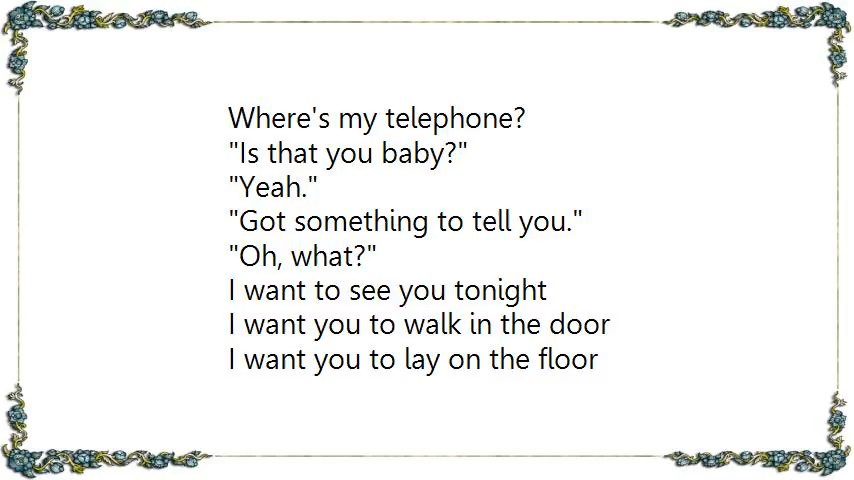 Where's my telephone?
"Is that you baby?"
"Yeah."
"Got something to tell you."
"Oh, what?"
I want to see you tonight
I want you to walk in the door
I want you to lay on the floor